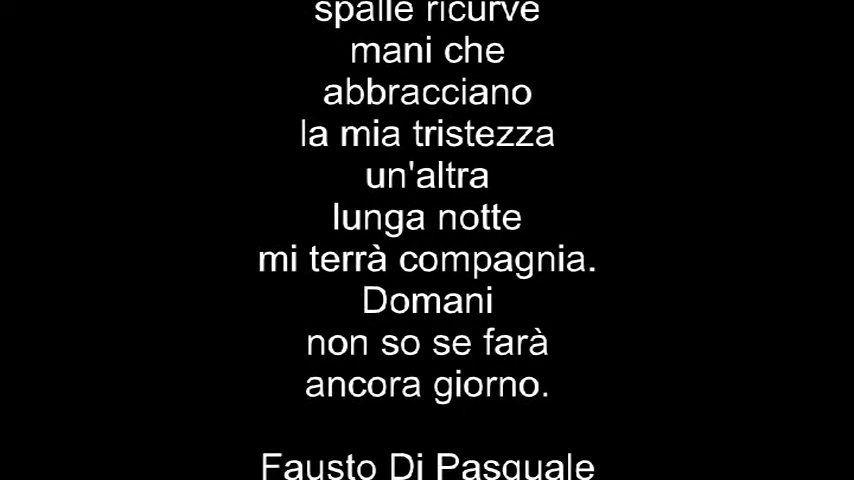 spalle ricurve
mani che
abbracciano
la mia tristezza
un'altra
lunga notte
mi terrà compagnia.
Domani
non so se farà
ancora giorno.
Fausto Di Pasquale